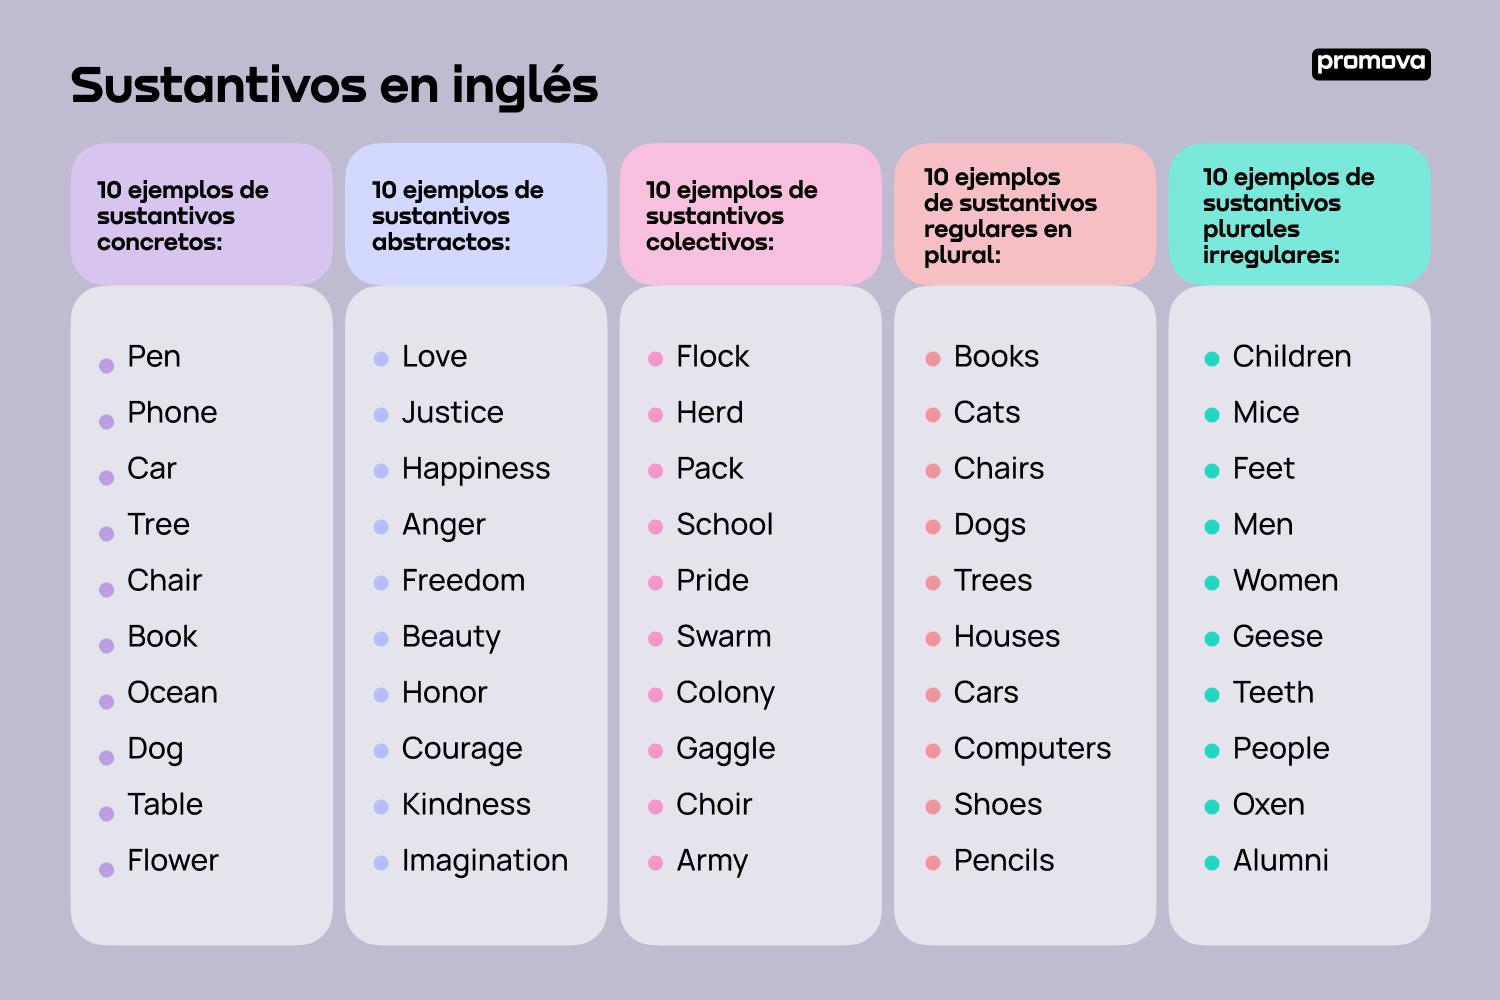 Sustantivos en inglés
promova
10 ejemplos de
sustantivos
concretos:
Pen
Phone
Car
Tree
Chair
Book
Ocean
Dog
Table
Flower
10 ejemplos de
sustantivos
abstractos:
Love
Justice
Happiness
Anger
Freedom
Beauty
Honor
Courage
Kindness
Imagination
10 ejemplos de
sustantivos
colectivos:
Flock
Herd
Pack
School
Pride
Swarm
Colony
Gaggle
Choir
Army
10 ejemplos
de sustantivos
regulares en
plural:
Books
Cats
Chairs
Dogs
Trees
Houses
Cars
Computers
Shoes
Pencils
10 ejemplos de
sustantivos
plurales
irregulares:
Children
Mice
Feet
Men
Women
Geese
Teeth
People
Oxen
Alumni